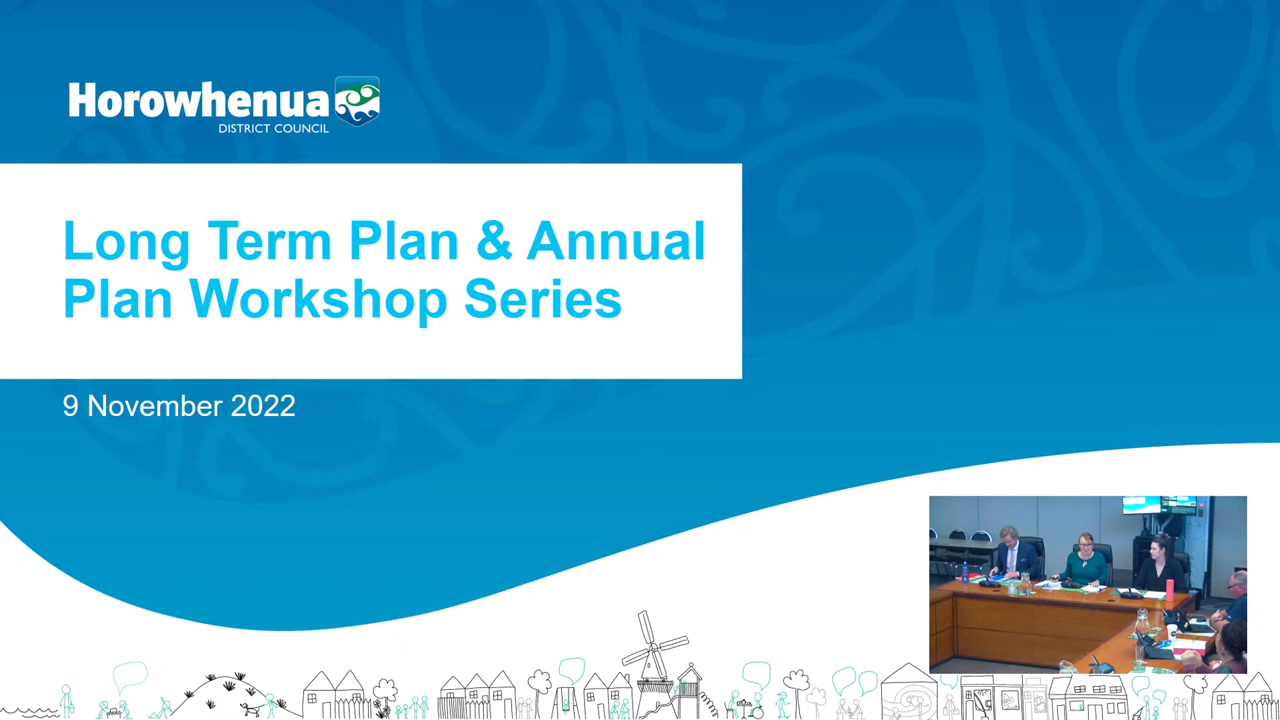 Horowhenua
DISTRICT COUNCIL
Long Term Plan & Annual
Plan Workshop Series
9 November 2022